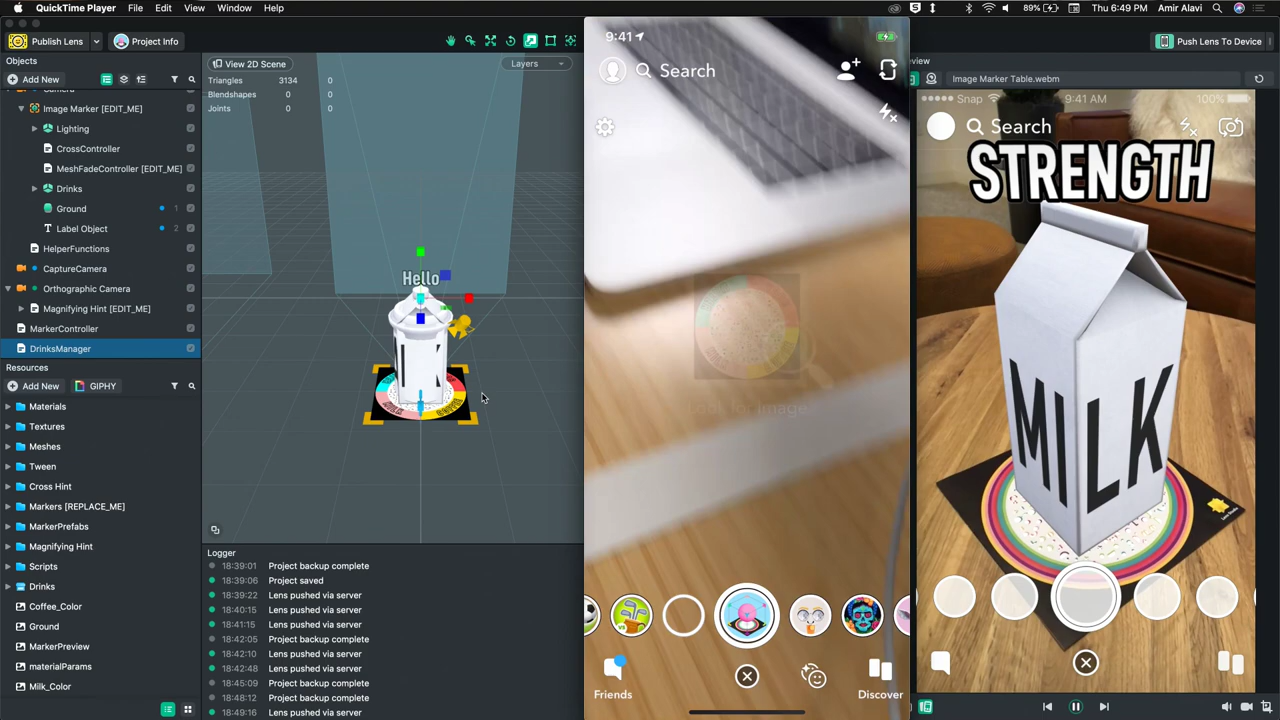 QuickTime Player File Edit View Window Help
89% Thu 6:49 PM Amir Alavi
Publish Lens
Project Info
Objects
Add New
Image Marker [EDIT_ME]
Lighting
CrossController
MeshFadeController [EDIT_ME]
Drinks
Ground 1
Label Object 2
HelperFunctions
CaptureCamera
Orthographic Camera
Magnifying Hint [EDIT_ME]
MarkerController
DrinksManager
Resources
Add New GIPHY
Materials
Textures
Meshes
Tween
Cross Hint
Markers [REPLACE_ME]
MarkerPrefabs
Magnifying Hint
Scripts
Drinks
Coffee_Color
Ground
MarkerPreview
materialParams
Milk_Color
View 2D Scene
Layers
Triangles 3134 0
Blendshapes 0 0
Joints 0 0
Hello
Logger
18:39:01 Project backup complete
18:39:06 Project saved
18:39:22 Lens pushed via server
18:40:15 Lens pushed via server
18:41:15 Lens pushed via server
18:42:05 Project backup complete
18:42:10 Lens pushed via server
18:42:48 Lens pushed via server
18:45:09 Project backup complete
18:48:12 Project backup complete
18:49:16 Lens pushed via server
9:41
Search
Look for Image!
Friends
Discover
Push Lens To Device
view
Image Marker Table.webm
Snap 9:41 AM 100%
Search
STRENGTH
MILK